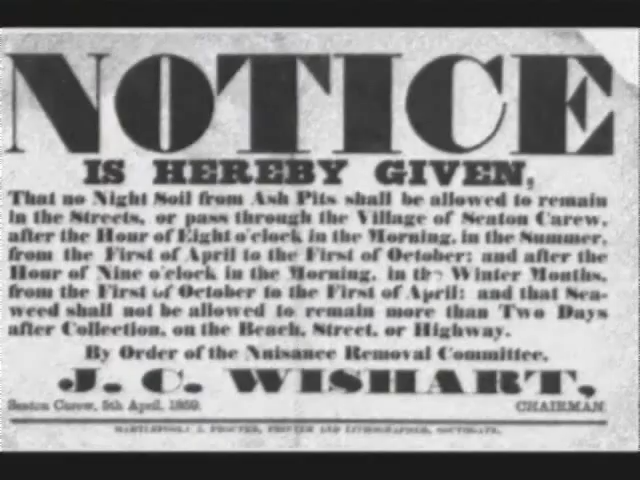 NOTICE
IS HEREBY GIVEN,
That no Night Soil from Ash Pits shall be allowed to remain
in the Streets, or pass through the Village of Seaton Carew,
after the Hour of Eight o'clock in the Morning, in the Summer,
from the First of April to the First of October; and after the
Hour of Nine o'clock in the Morning, in the Winter Months,
from the First of October to the First of April; and that Sea-
weed shall not be allowed to remain more than Two Days
after Collection, on the Beach, Street, or Highway.
By Order of the Nuisance Removal Committee,
J. C. WISHART,
Seaton Carew, 5th April, 1859. CHAIRMAN
HARTLEPOOL: J. PROCTER, PRINTER AND LITHOGRAPHER, SOUTHGATE.